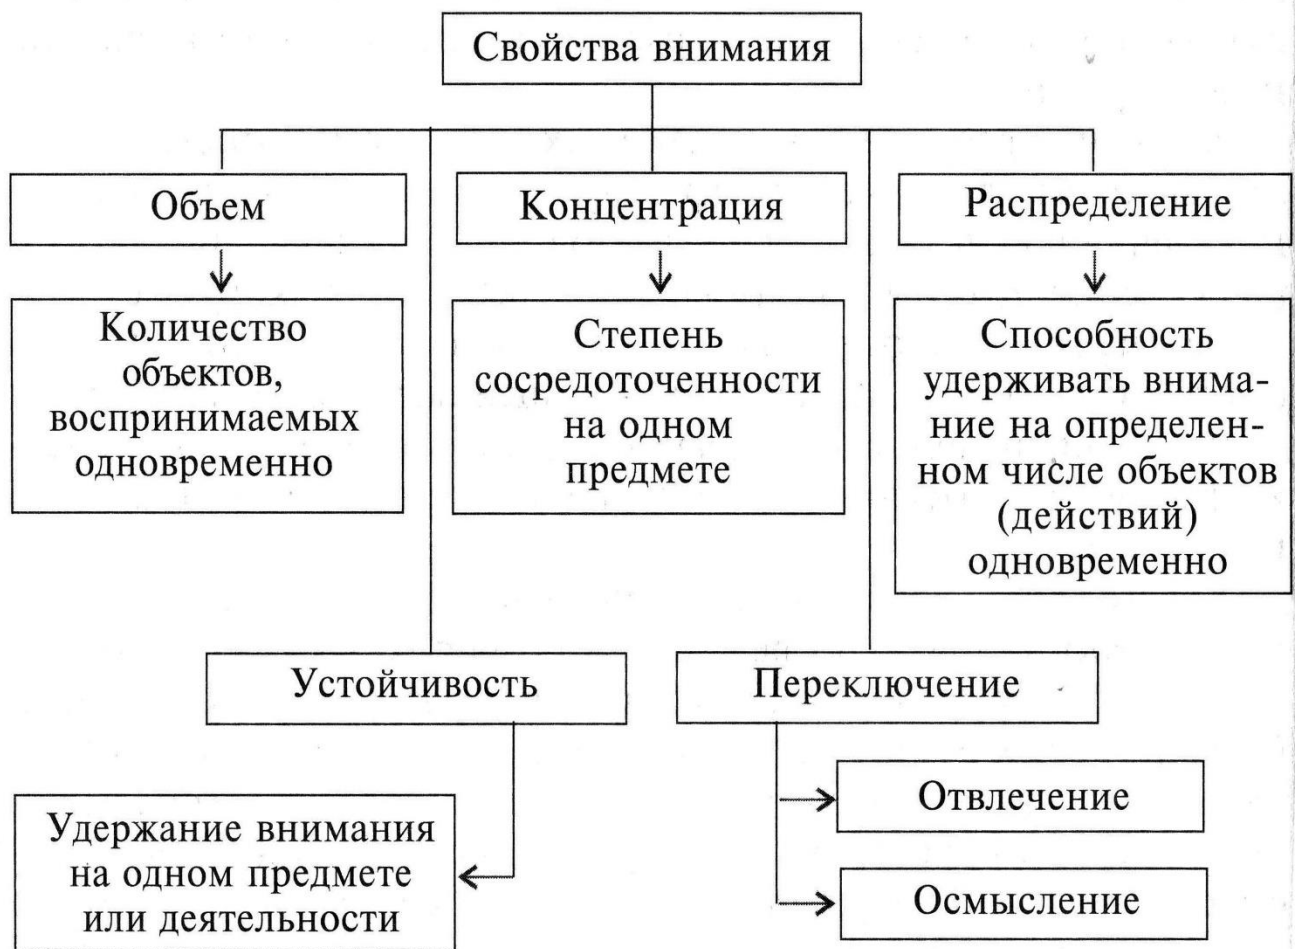 Свойства внимания
Объем
Концентрация
Распределение
Количество
объектов,
воспринимаемых
одновременно
Степень
сосредоточенности
на одном
предмете
Способность
удерживать внима-
ние на определен-
ном числе объектов
(действий)
одновременно
Устойчивость
Переключение
Удержание внимания
на одном предмете
или деятельности
Отвлечение
Осмысление